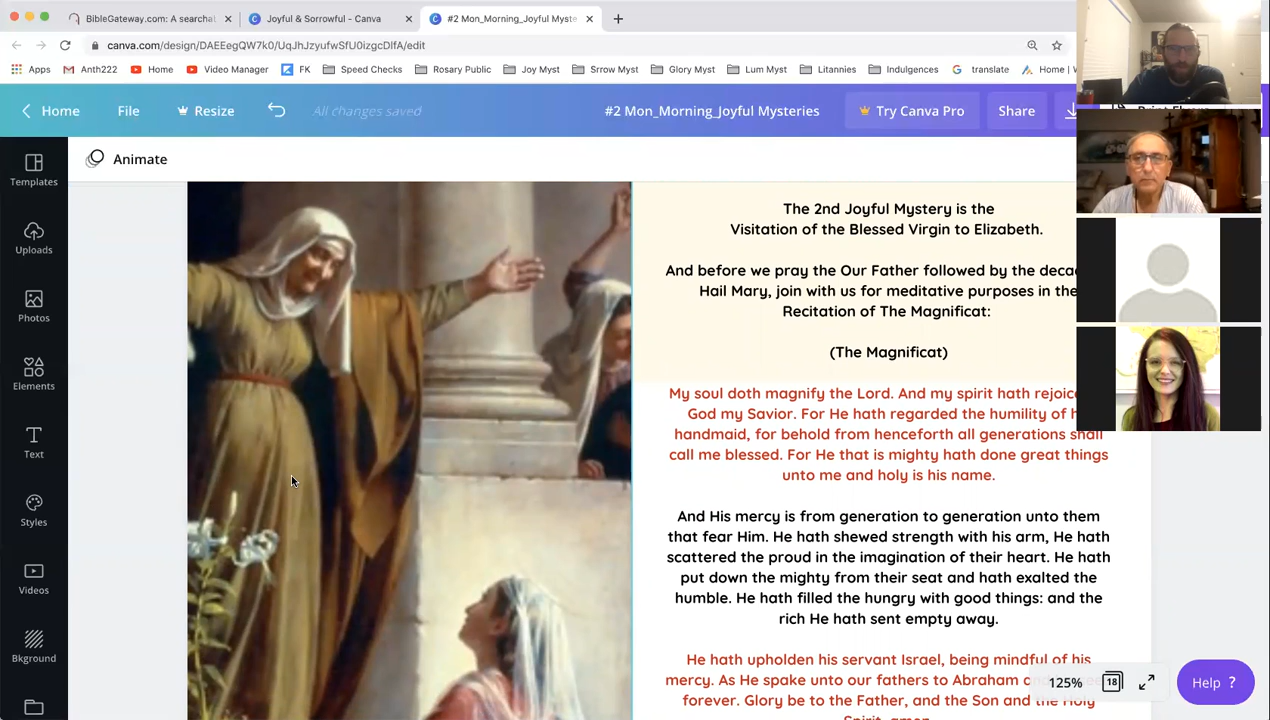 BibleGateway.com: A searchal
Joyful & Sorrowful - Canva
#2 Mon_Morning_Joyful Myste
canva.com/design/DAEEegQW7k0/UqJhJzyufwSfU0izgcDlfA/edit
Apps
Anth222
Home
Video Manager
FK
Speed Checks
Rosary Public
Joy Myst
Srrow Myst
Glory Myst
Lum Myst
Litannies
Indulgences
translate
Home |
Home
File
Resize
All changes saved
#2 Mon_Morning_Joyful Mysteries
Try Canva Pro
Share
Animate
Templates
Uploads
Photos
Elements
Text
Styles
Videos
Bkground
The 2nd Joyful Mystery is the
Visitation of the Blessed Virgin to Elizabeth.
And before we pray the Our Father followed by the deca
Hail Mary, join with us for meditative purposes in the
Recitation of The Magnificat:
(The Magnificat)
My soul doth magnify the Lord. And my spirit hath rejoic
God my Savior. For He hath regarded the humility of h
handmaid, for behold from henceforth all generations shall
call me blessed. For He that is mighty hath done great things
unto me and holy is his name.
And His mercy is from generation to generation unto them
that fear Him. He hath shewed strength with his arm, He hath
scattered the proud in the imagination of their heart. He hath
put down the mighty from their seat and hath exalted the
humble. He hath filled the hungry with good things: and the
rich He hath sent empty away.
He hath upholden his servant Israel, being mindful of his
mercy. As He spake unto our fathers to Abraham
forever. Glory be to the Father, and the Son and the Holy
Spirit, amen
125%
18
Help ?